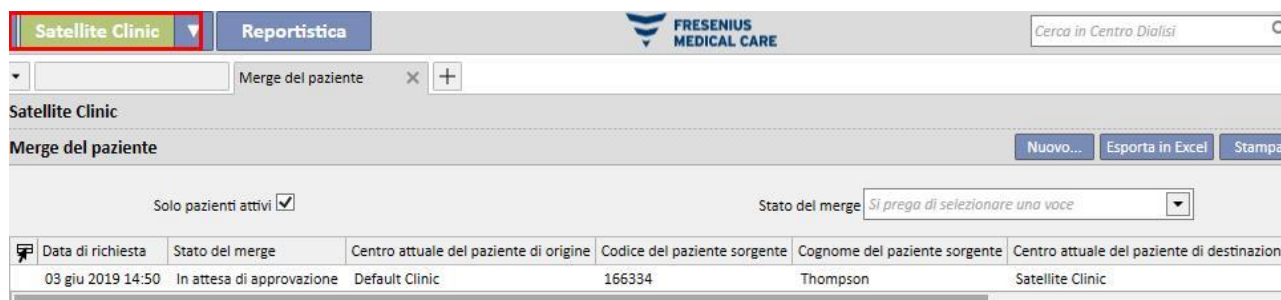 Satellite Clinic Reportistica FRESENIUS MEDICAL CARE Cerca in Centro Dialisi
Merge del paziente
Satellite Clinic
Merge del paziente Nuovo... Esporta in Excel Stampa
Solo pazienti attivi Stato del merge Si prega di selezionare una voce
Data di richiesta Stato del merge Centro attuale del paziente di origine Codice del paziente sorgente Cognome del paziente sorgente Centro attuale del paziente di destinazion
03 giu 2019 14:50 In attesa di approvazione Default Clinic 166334 Thompson Satellite Clinic